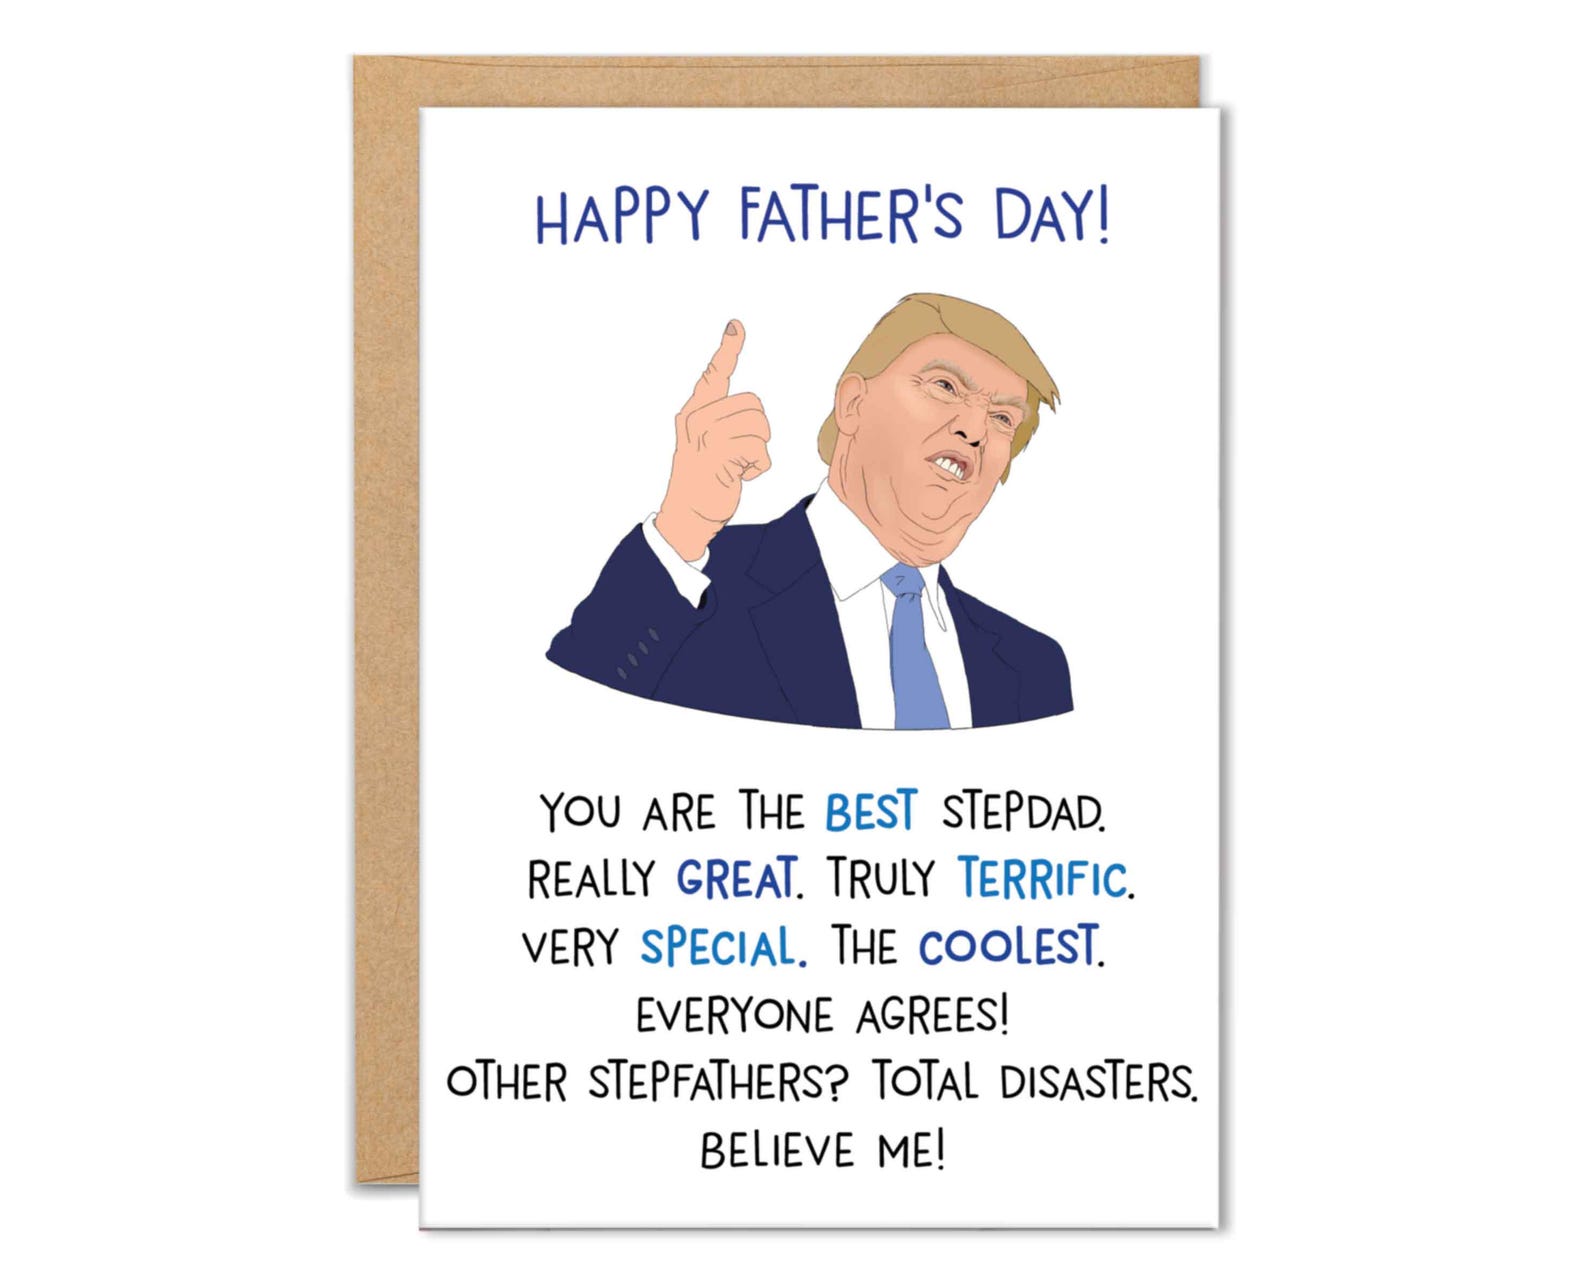 HAPPY FATHER'S DAY!
YOU ARE THE BEST STEPDAD.
REALLY GREAT. TRULY TERRIFIC.
VERY SPECIAL. THE COOLEST.
EVERYONE AGREES!
OTHER STEPFATHERS? TOTAL DISASTERS.
BELIEVE ME!